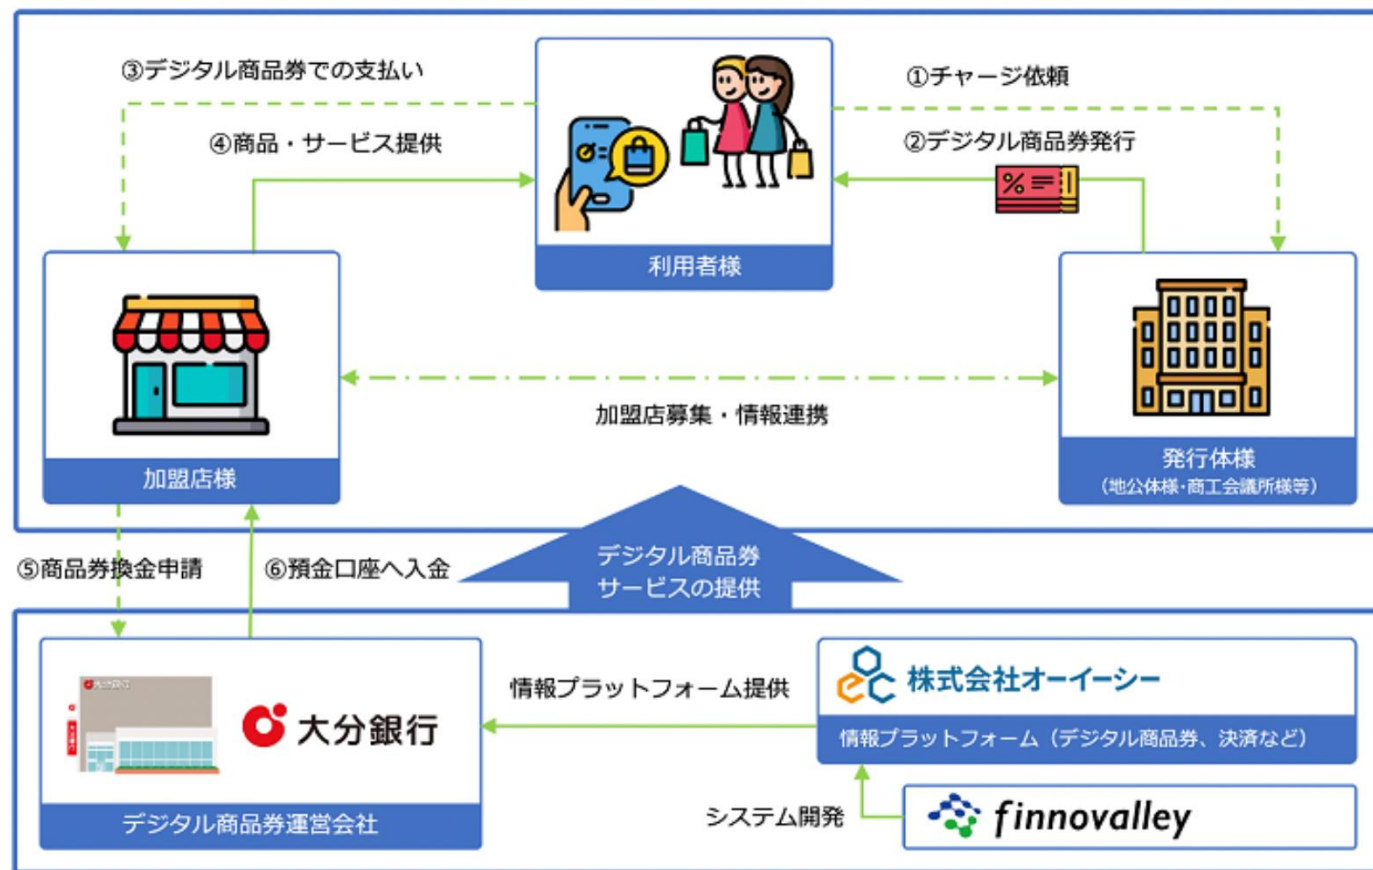 ③デジタル商品券での支払い
①チャージ依頼
④商品・サービス提供
②デジタル商品券発行
利用者様
加盟店募集・情報連携
加盟店様
発行体様
（地公体様・商工会議所様等）
⑤商品券換金申請
⑥預金口座へ入金
デジタル商品券
サービスの提供
大分銀行
大分銀行
デジタル商品券運営会社
情報プラットフォーム提供
oec
株式会社オーイーシー
情報プラットフォーム（デジタル商品券、決済など）
システム開発
finnovalley